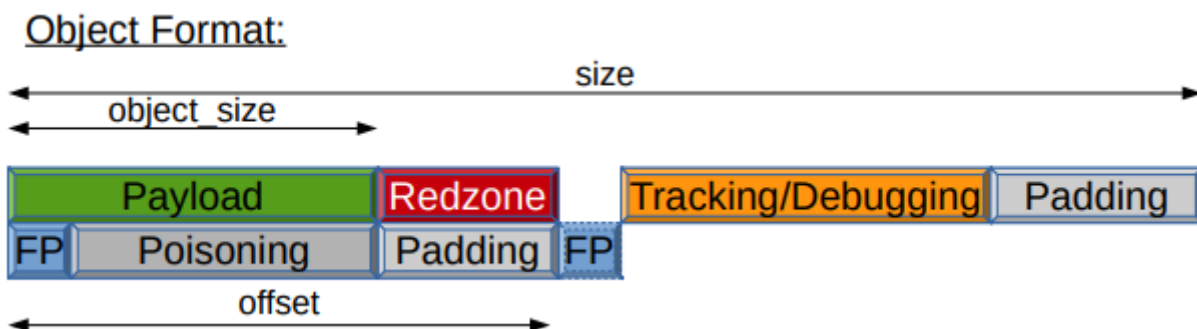 Object Format:
size
object_size
Payload Redzone Tracking/Debugging Padding
FP Poisoning Padding FP
offset